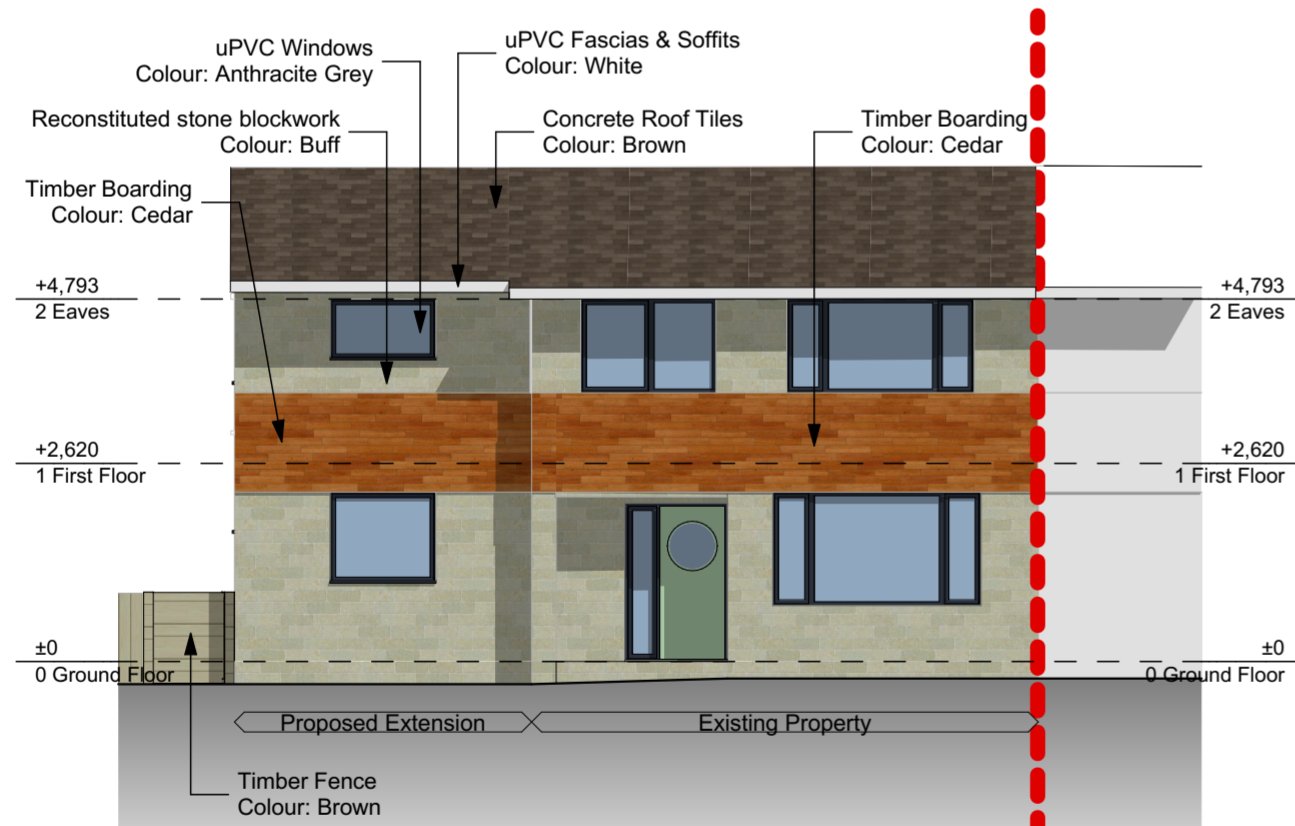 uPVC Windows
Colour: Anthracite Grey
uPVC Fascias & Soffits
Colour: White
Reconstituted stone blockwork
Colour: Buff
Concrete Roof Tiles
Colour: Brown
Timber Boarding
Colour: Cedar
Timber Boarding
Colour: Cedar
+4,793
2 Eaves
+4,793
2 Eaves
+2,620
1 First Floor
+2,620
1 First Floor
±0
0 Ground Floor
±0
0 Ground Floor
Proposed Extension
Existing Property
Timber Fence
Colour: Brown